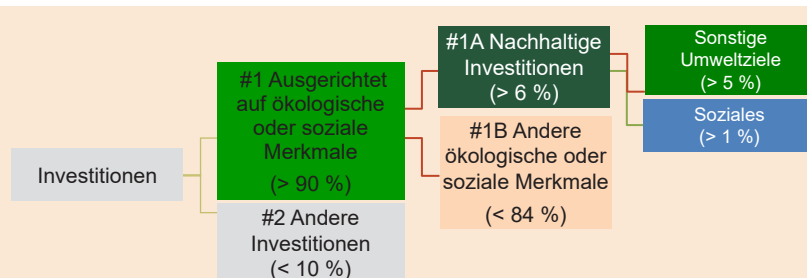 Investitionen
#1 Ausgerichtet
auf ökologische
oder soziale
Merkmale
(> 90 %)
#2 Andere
Investitionen
(< 10 %)
#1A Nachhaltige
Investitionen
(> 6 %)
#1B Andere
ökologische oder
soziale Merkmale
(< 84 %)
Sonstige
Umweltziele
(> 5 %)
Soziales
(> 1 %)